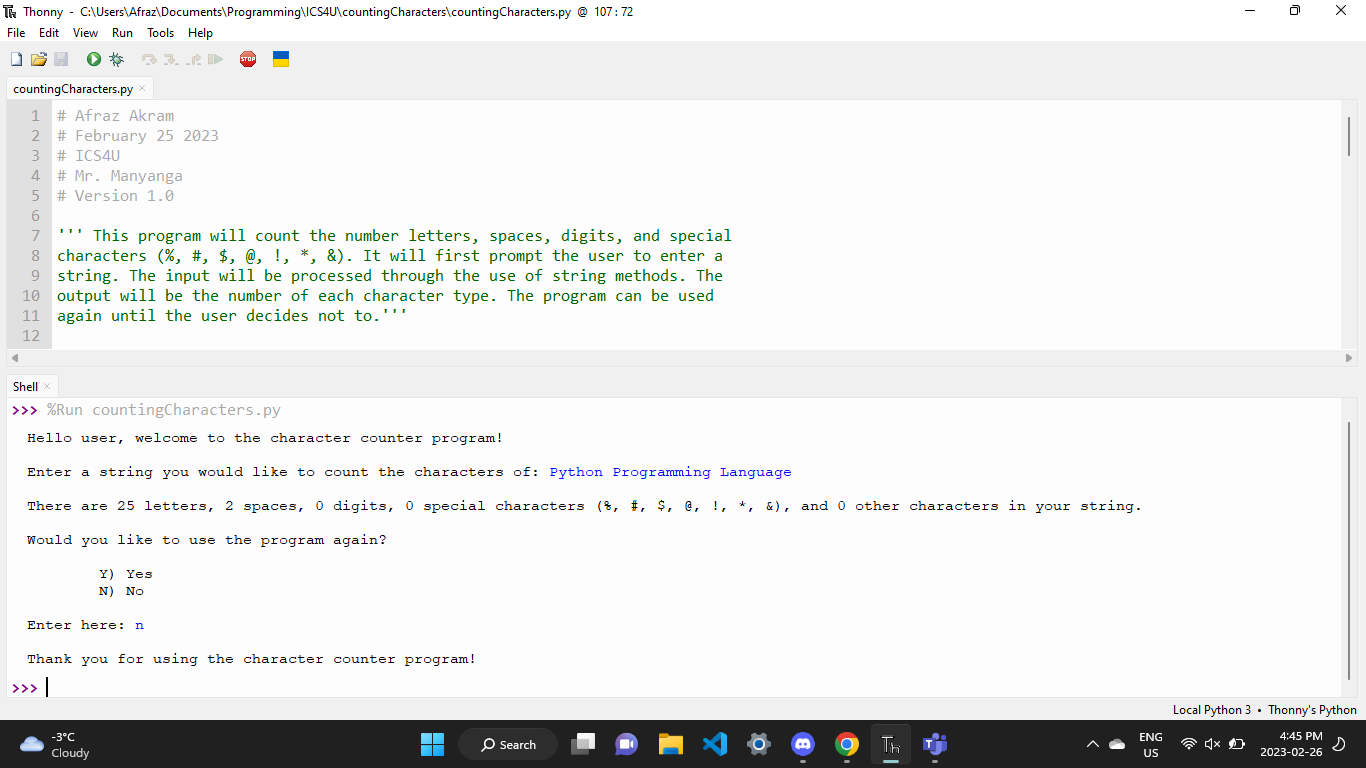 Thonny - C:\Users\Afraz\Documents\Programming\ICS4U\countingCharacters\countingCharacters.py @ 107 : 72
File Edit View Run Tools Help
STOP
countingCharacters.py ×
1 # Afraz Akram
2 # February 25 2023
3 # ICS4U
4 # Mr. Manyanga
5 # Version 1.0
6
7 ''' This program will count the number letters, spaces, digits, and special
8 characters (%, #, $, @, !, *, &). It will first prompt the user to enter a
9 string. The input will be processed through the use of string methods. The
10 output will be the number of each character type. The program can be used
11 again until the user decides not to.'''
12
Shell ×
>>> %Run countingCharacters.py
Hello user, welcome to the character counter program!
Enter a string you would like to count the characters of: Python Programming Language
There are 25 letters, 2 spaces, 0 digits, 0 special characters (%, #, $, @, !, *, &), and 0 other characters in your string.
Would you like to use the program again?
Y) Yes
N) No
Enter here: n
Thank you for using the character counter program!
>>>
Local Python 3 • Thonny's Python
-3°C
Cloudy
Search
Th
ENG
US
4:45 PM
2023-02-26